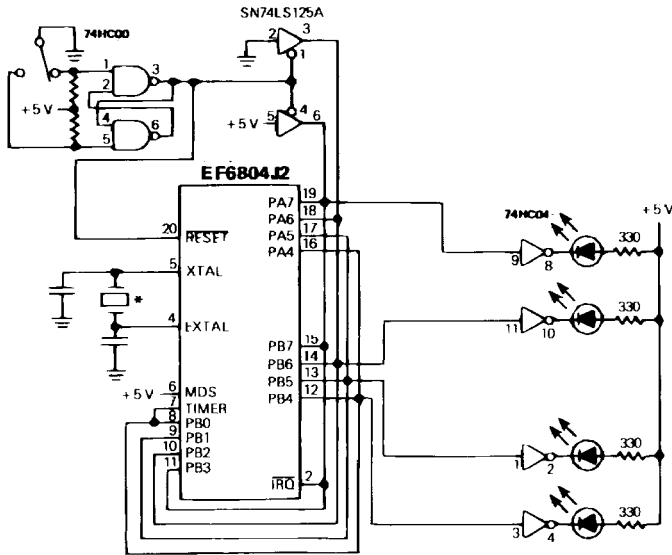 SN74LS125A
74HC00
2
3
1
1
3
2
+5 V
4
6
5
4
6
5
+5 V
EF6804J2
PA7 19
PA6 18
PA5 17
PA4 16
20 RESET
5 XTAL
*
4 EXTAL
PB7 15
PB6 14
PB5 13
PB4 12
+5 V
6 MDS
7 TIMER
8 PB0
9 PB1
10 PB2
11 PB3
IRQ 2
+5 V
74HC04
330
9
8
330
11
10
330
1
2
330
3
4